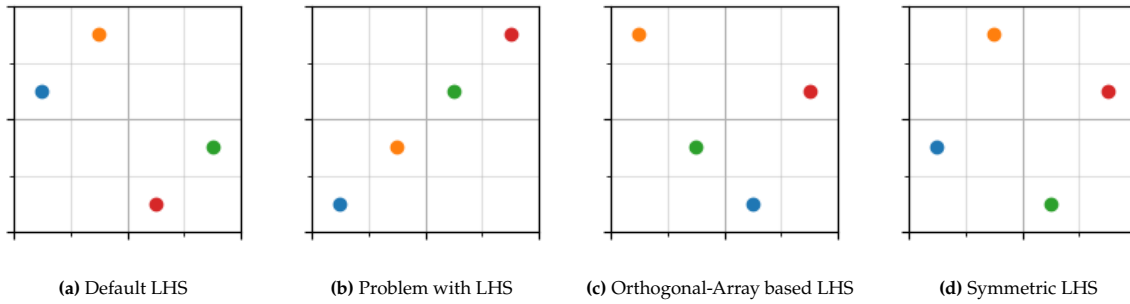 (a) Default LHS
(b) Problem with LHS
(c) Orthogonal-Array based LHS
(d) Symmetric LHS